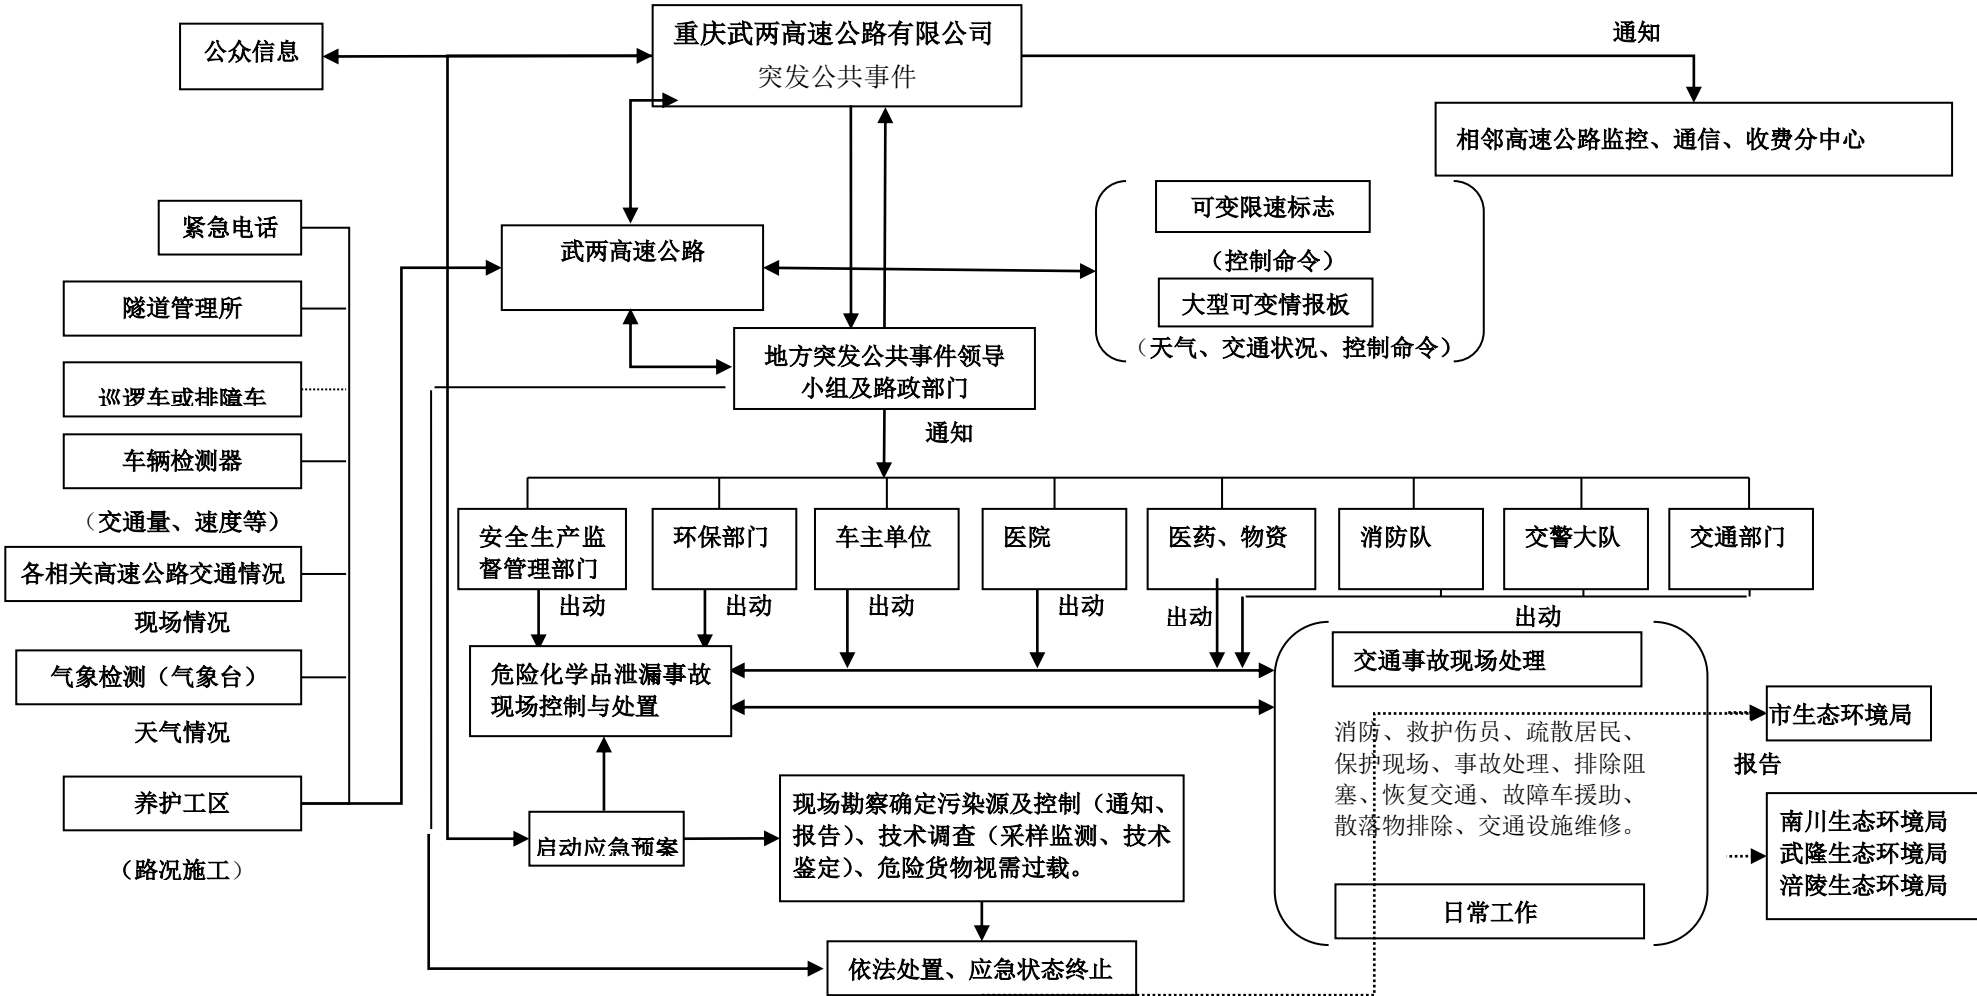 重庆武两高速公路有限公司
突发公共事件
公众信息
通知
相邻高速公路监控、通信、收费分中心
紧急电话
隧道管理所
巡逻车或排障车
车辆检测器
（交通量、速度等）
各相关高速公路交通情况
现场情况
气象检测（气象台）
天气情况
养护工区
（路况施工）
武两高速公路
可变限速标志
（控制命令）
大型可变情报板
（天气、交通状况、控制命令）
地方突发公共事件领导
小组及路政部门
通知
安全生产监
督管理部门
环保部门
车主单位
医院
医药、物资
消防队
交警大队
交通部门
出动
出动
出动
出动
出动
出动
危险化学品泄漏事故
现场控制与处置
交通事故现场处理
消防、救护伤员、疏散居民、
保护现场、事故处理、排除阻
塞、恢复交通、故障车援助、
散落物排除、交通设施维修。
日常工作
市生态环境局
报告
南川生态环境局
武隆生态环境局
涪陵生态环境局
启动应急预案
现场勘察确定污染源及控制（通知、
报告）、技术调查（采样监测、技术
鉴定）、危险货物视需过载。
依法处置、应急状态终止